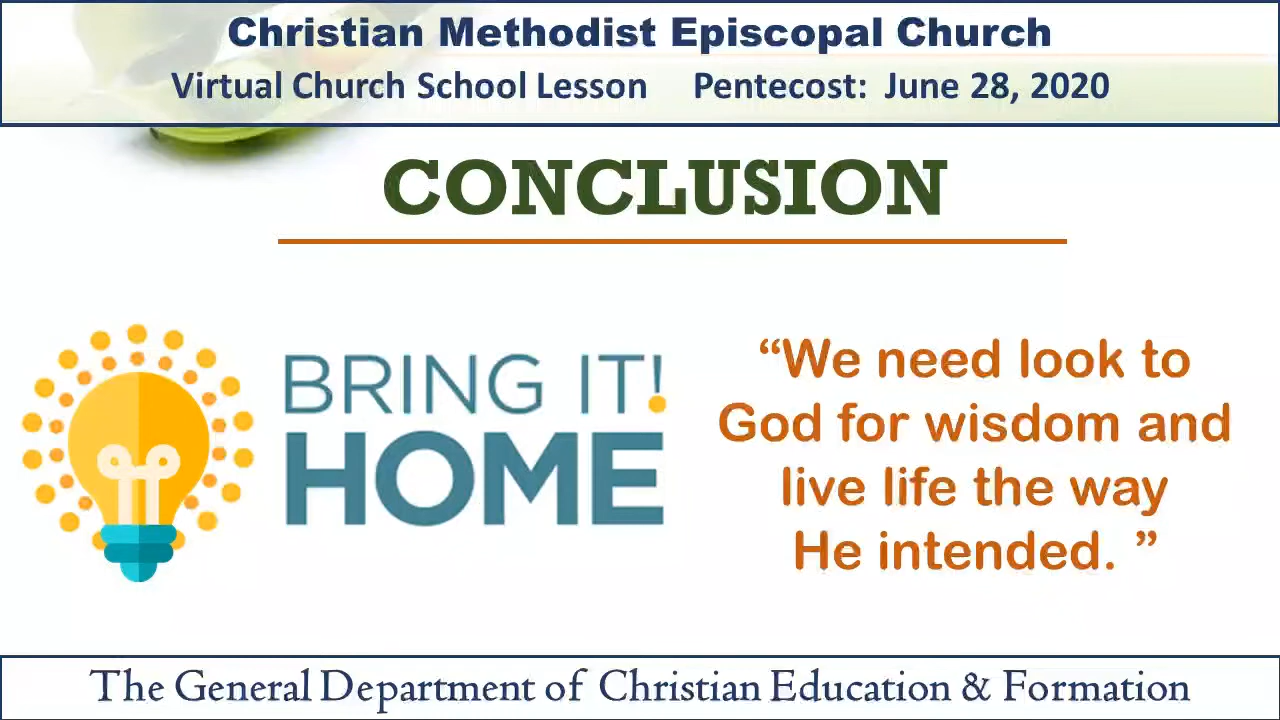 Christian Methodist Episcopal Church
Virtual Church School Lesson Pentecost: June 28, 2020
CONCLUSION
BRING IT!
HOME
“We need look to
God for wisdom and
live life the way
He intended. ”
The General Department of Christian Education & Formation